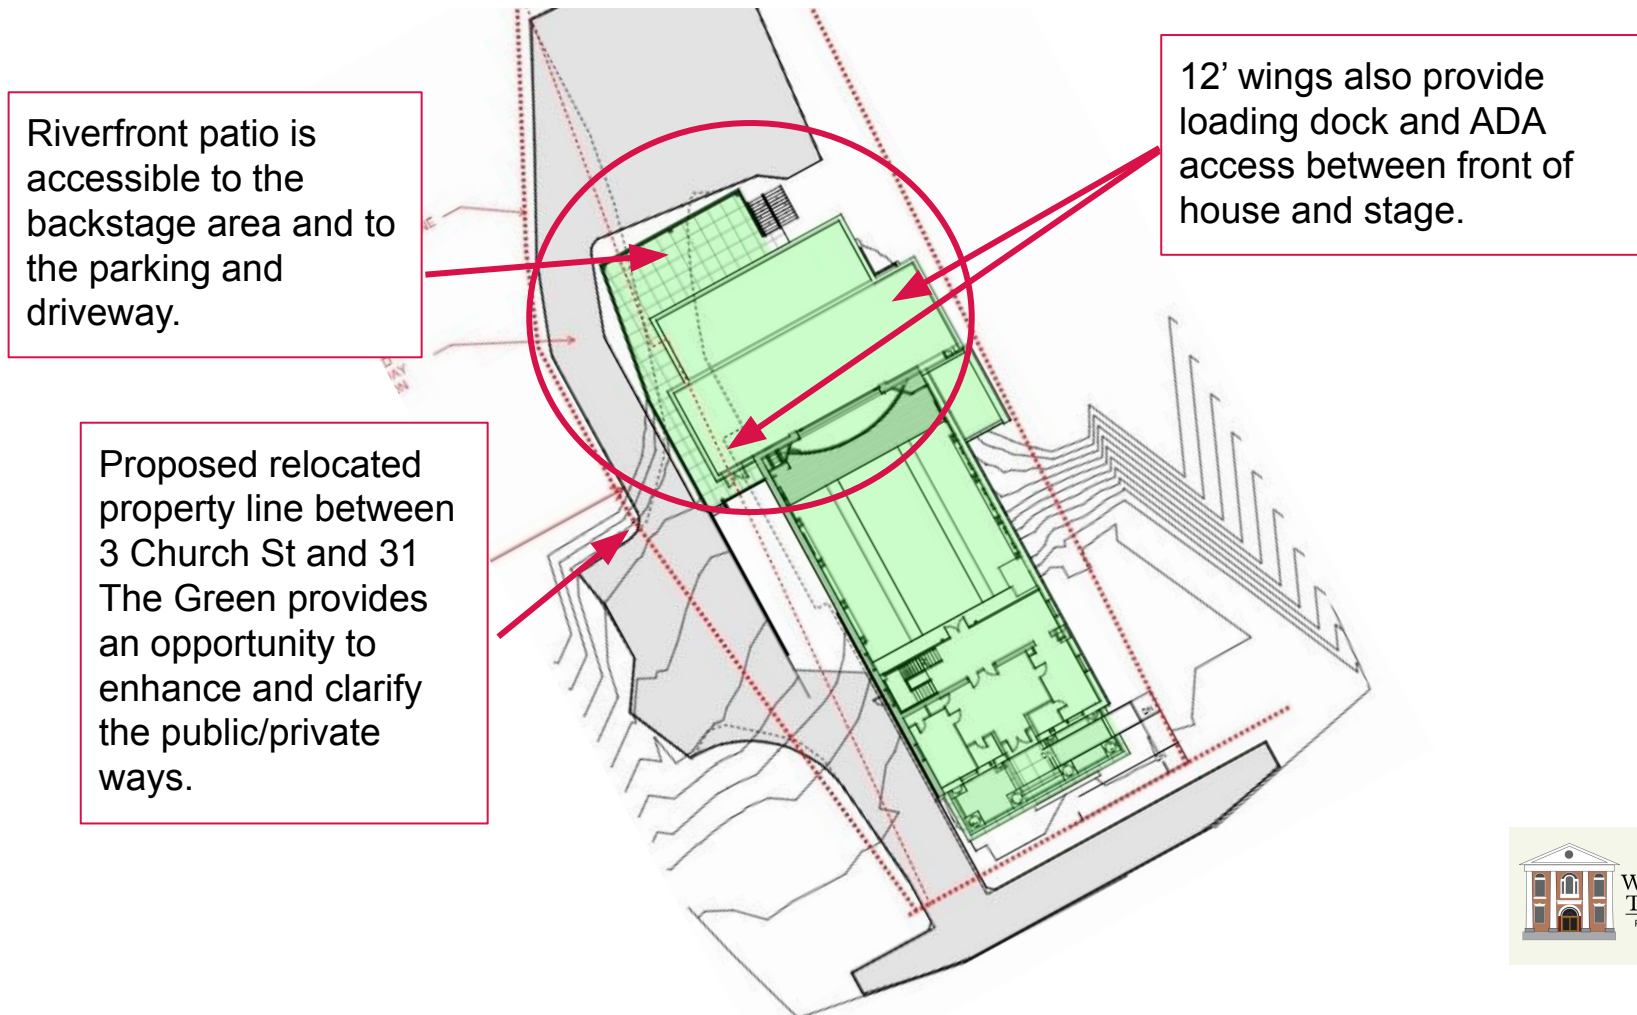 Riverfront patio is
accessible to the
backstage area and to
the parking and
driveway.
12’ wings also provide
loading dock and ADA
access between front of
house and stage.
Proposed relocated
property line between
3 Church St and 31
The Green provides
an opportunity to
enhance and clarify
the public/private
ways.